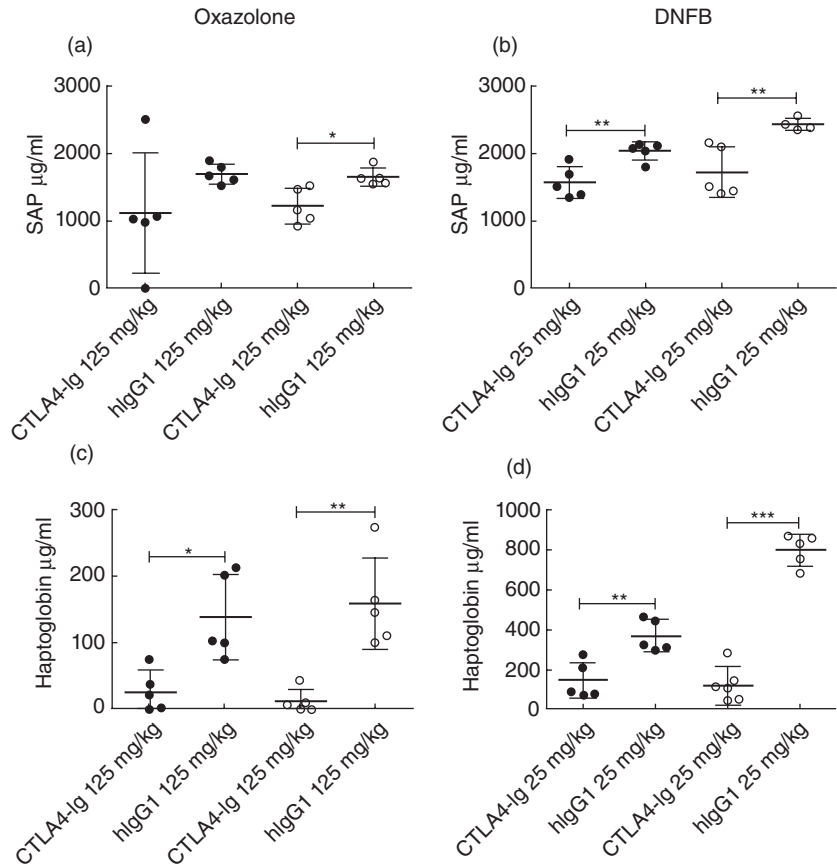 Oxazolone
DNFB
(a)
(b)
3000
2000
1000
0
SAP μg/ml
*
CTLA4-Ig 125 mg/kg
hIgG1 125 mg/kg
CTLA4-Ig 125 mg/kg
hIgG1 125 mg/kg
3000
2000
1000
0
SAP μg/ml
**
**
CTLA4-Ig 25 mg/kg
hIgG1 25 mg/kg
CTLA4-Ig 25 mg/kg
hIgG1 25 mg/kg
(c)
(d)
300
200
100
0
Haptoglobin μg/ml
*
**
CTLA4-Ig 125 mg/kg
hIgG1 125 mg/kg
CTLA4-Ig 125 mg/kg
hIgG1 125 mg/kg
1000
800
600
400
200
0
Haptoglobin μg/ml
**
***
CTLA4-Ig 25 mg/kg
hIgG1 25 mg/kg
CTLA4-Ig 25 mg/kg
hIgG1 25 mg/kg